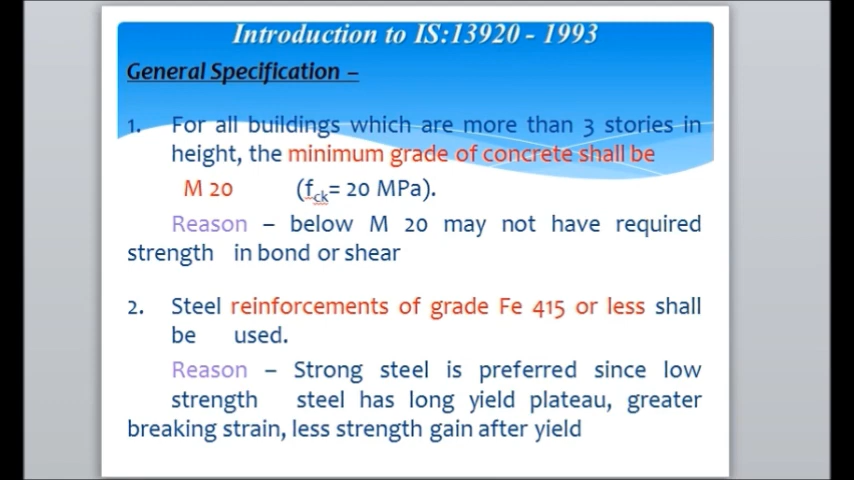 Introduction to IS:13920 - 1993
General Specification –
1. For all buildings which are more than 3 stories in
height, the minimum grade of concrete shall be
M 20 (fck= 20 MPa).
Reason – below M 20 may not have required
strength in bond or shear
2. Steel reinforcements of grade Fe 415 or less shall
be used.
Reason – Strong steel is preferred since low
strength steel has long yield plateau, greater
breaking strain, less strength gain after yield